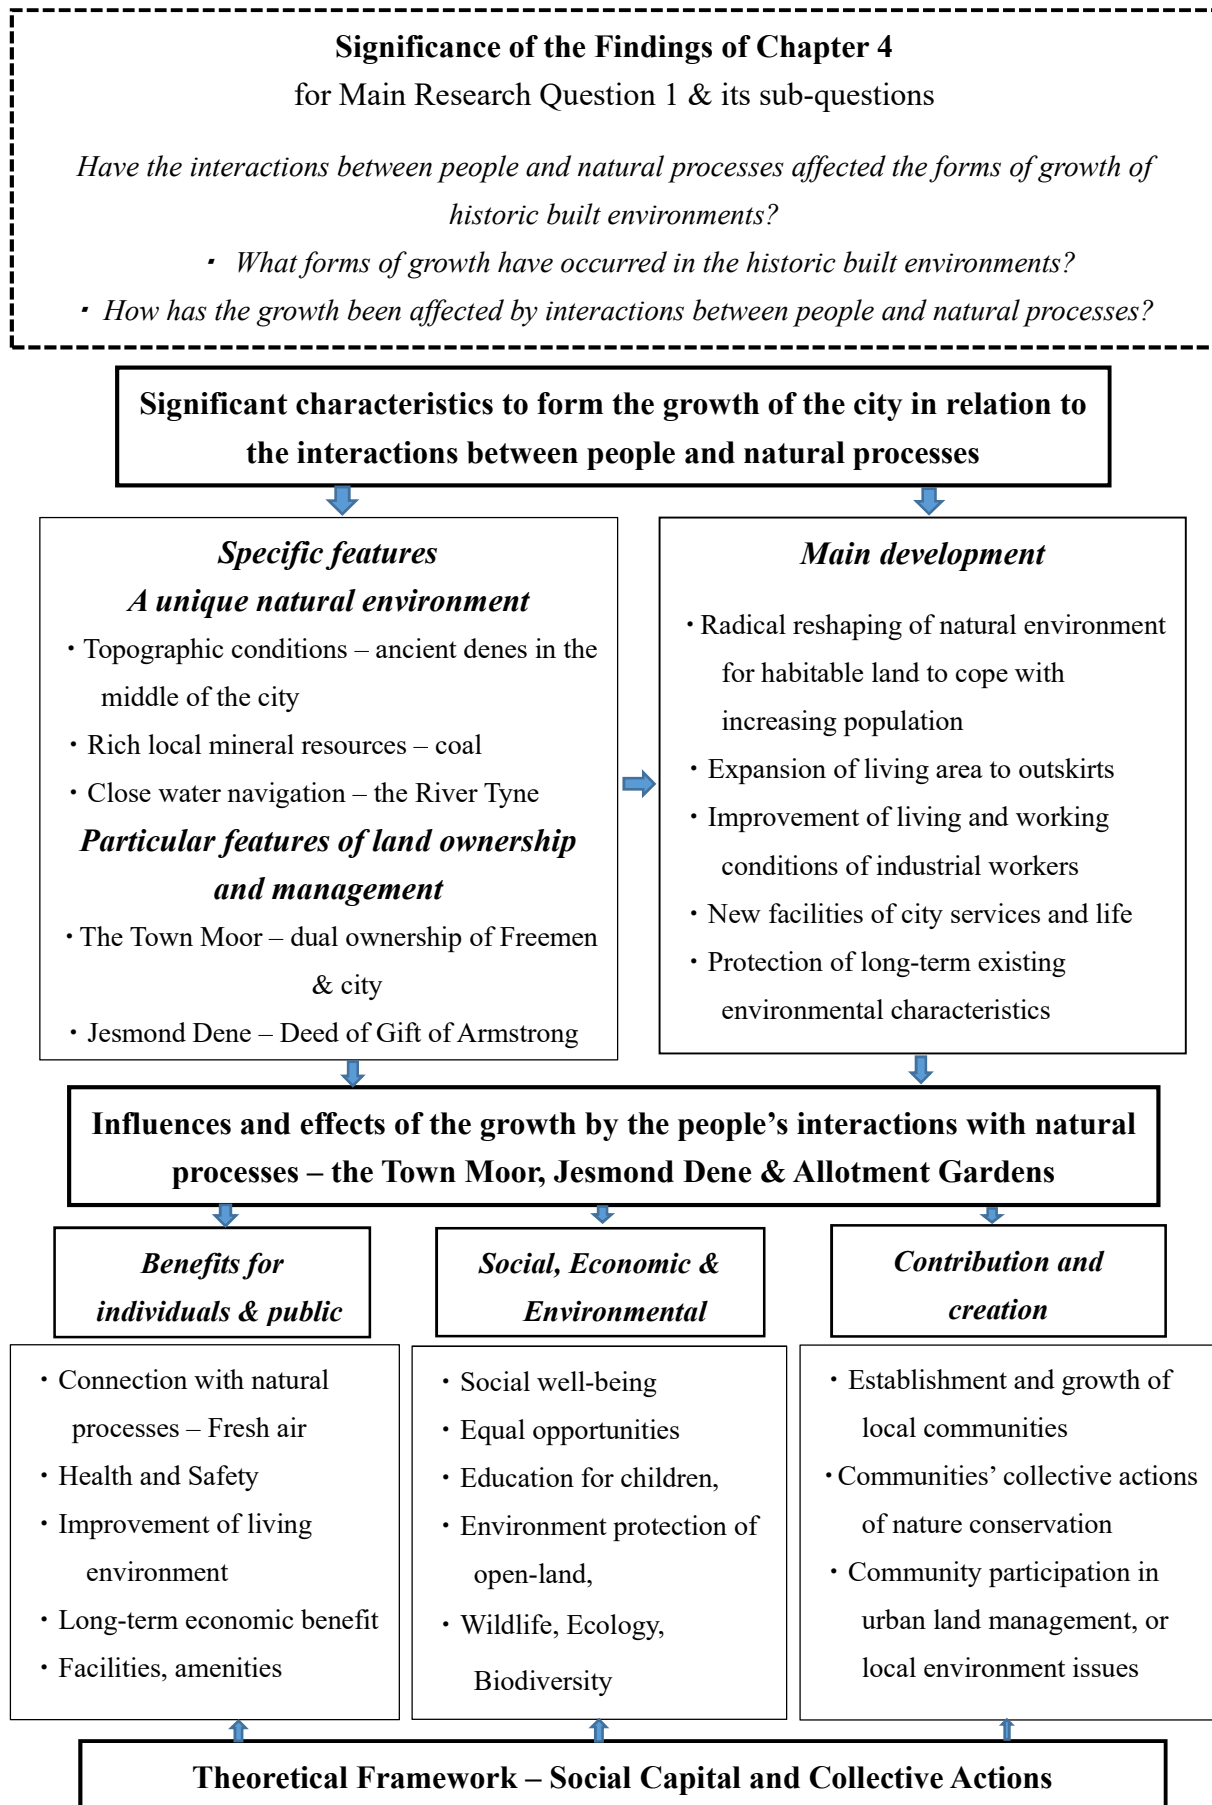 Significance of the Findings of Chapter 4
for Main Research Question 1 & its sub-questions
Have the interactions between people and natural processes affected the forms of growth of
historic built environments?
・ What forms of growth have occurred in the historic built environments?
・ How has the growth been affected by interactions between people and natural processes?
Significant characteristics to form the growth of the city in relation to
the interactions between people and natural processes
Specific features
A unique natural environment
・Topographic conditions – ancient denes in the
middle of the city
・Rich local mineral resources – coal
・Close water navigation – the River Tyne
Particular features of land ownership
and management
・The Town Moor – dual ownership of Freemen
& city
・Jesmond Dene – Deed of Gift of Armstrong
Main development
・Radical reshaping of natural environment
for habitable land to cope with
increasing population
・Expansion of living area to outskirts
・Improvement of living and working
conditions of industrial workers
・New facilities of city services and life
・Protection of long-term existing
environmental characteristics
Influences and effects of the growth by the people’s interactions with natural
processes – the Town Moor, Jesmond Dene & Allotment Gardens
Benefits for
individuals & public
・Connection with natural
processes – Fresh air
・Health and Safety
・Improvement of living
environment
・Long-term economic benefit
・Facilities, amenities
Social, Economic &
Environmental
・Social well-being
・Equal opportunities
・Education for children,
・Environment protection of
open-land,
・Wildlife, Ecology,
Biodiversity
Contribution and
creation
・Establishment and growth of
local communities
・Communities’ collective actions
of nature conservation
・Community participation in
urban land management, or
local environment issues
Theoretical Framework – Social Capital and Collective Actions